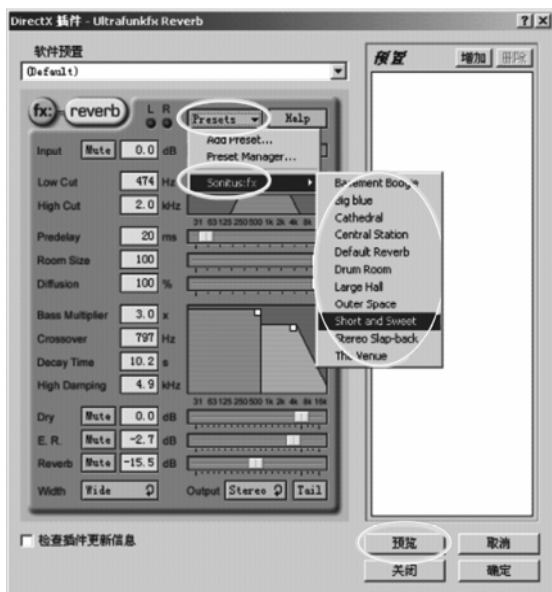 DirectX 插件 - Ultrafunkfx Reverb
软件预置
(Default)
预置
增加
删除
fx: reverb
L R
Presets
Help
Add Preset...
Preset Manager...
Sonitus:fx
Basement Boogie
Big blue
Cathedral
Central Station
Default Reverb
Drum Room
Large Hall
Outer Space
Short and Sweet
Stereo Slap-back
The Venue
Input Mute 0.0 dB
Low Cut 474 Hz
High Cut 2.0 kHz
31 63 125 250 500 1k 2k 4k 8k
Predelay 20 ms
Room Size 100
Diffusion 100 %
Bass Multiplier 3.0 x
Crossover 797 Hz
Decay Time 10.2 s
High Damping 4.9 kHz
31 63 125 250 500 1k 2k 4k 8k 16k
Dry Mute 0.0 dB
E. R. Mute -2.7 dB
Reverb Mute -15.5 dB
Width Wide Output Stereo Tail
检查插件更新信息
预览
取消
关闭
确定